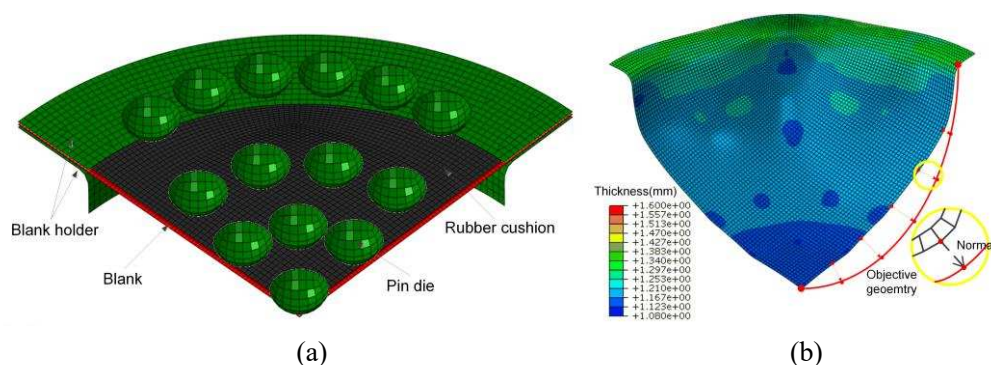 Blank holder
Blank
Rubber cushion
Pin die
(a)
Thickness(mm)
+1.600e+00
+1.557e+00
+1.513e+00
+1.470e+00
+1.427e+00
+1.383e+00
+1.340e+00
+1.297e+00
+1.253e+00
+1.210e+00
+1.167e+00
+1.123e+00
+1.080e+00
Norma
Objective
geoemtry
(b)